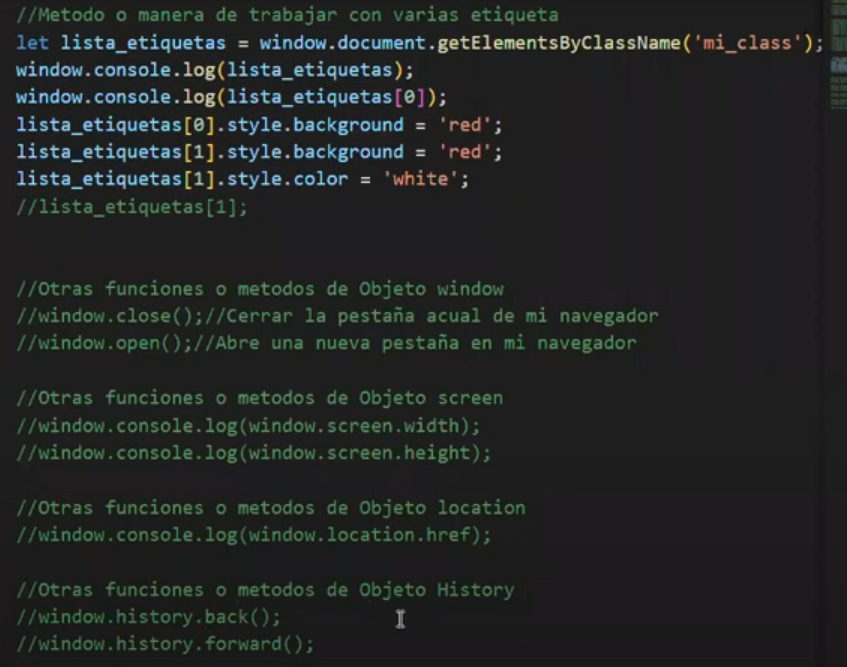 //Metodo o manera de trabajar con varias etiqueta
let lista_etiquetas = window.document.getElementsByClassName('mi_class');
window.console.log(lista_etiquetas);
window.console.log(lista_etiquetas[0]);
lista_etiquetas[0].style.background = 'red';
lista_etiquetas[1].style.background = 'red';
lista_etiquetas[1].style.color = 'white';
//lista_etiquetas[1];
//Otras funciones o metodos de Objeto window
//window.close();//Cerrar la pestaña acual de mi navegador
//window.open();//Abre una nueva pestaña en mi navegador
//Otras funciones o metodos de Objeto screen
//window.console.log(window.screen.width);
//window.console.log(window.screen.height);
//Otras funciones o metodos de Objeto location
//window.console.log(window.location.href);
//Otras funciones o metodos de Objeto History
//window.history.back();
//window.history.forward();